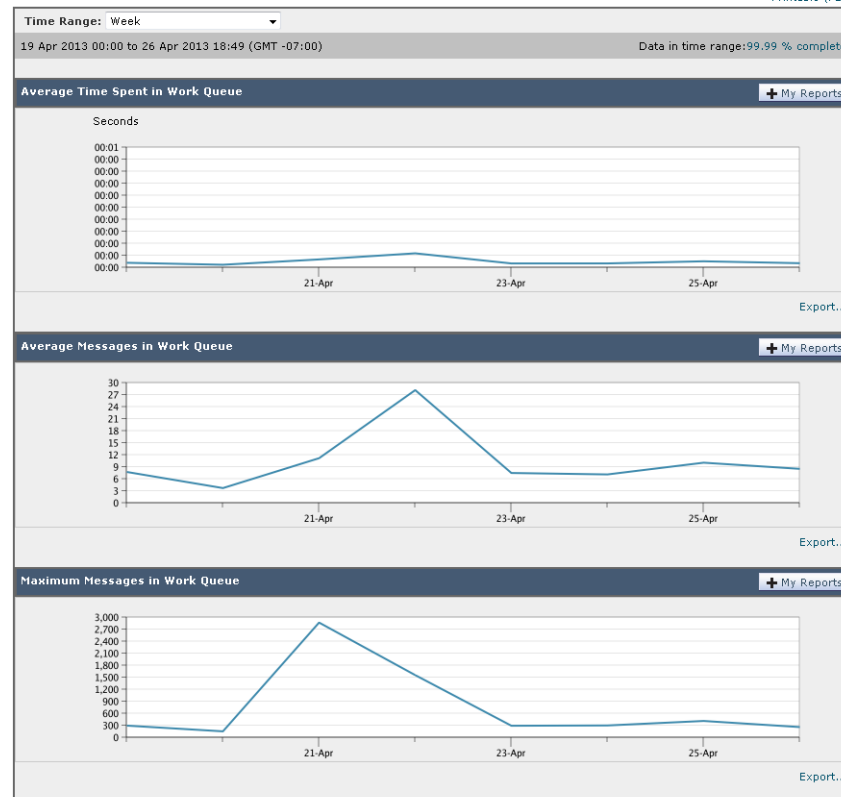 Time Range: Week
19 Apr 2013 00:00 to 26 Apr 2013 18:49 (GMT -07:00) Data in time range:99.99 % complet
Average Time Spent in Work Queue My Reports
Seconds
00:01
00:00
00:00
00:00
00:00
00:00
00:00
00:00
00:00
00:00
00:00
21-Apr 23-Apr 25-Apr
Export..
Average Messages in Work Queue My Reports
30
27
24
21
18
15
12
9
6
3
0
21-Apr 23-Apr 25-Apr
Export..
Maximum Messages in Work Queue My Reports
3,000
2,700
2,400
2,100
1,800
1,500
1,200
900
600
300
0
21-Apr 23-Apr 25-Apr
Export..